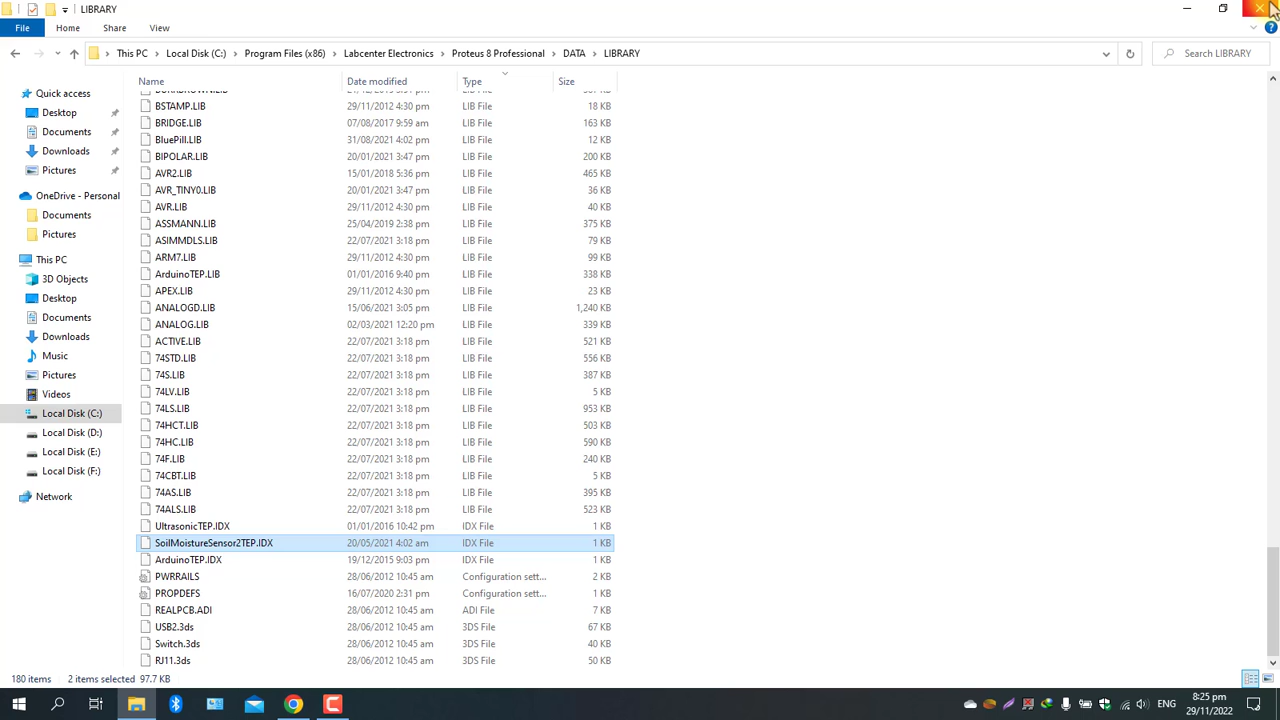 LIBRARY
File Home Share View
This PC Local Disk (C:) Program Files (x86) Labcenter Electronics Proteus 8 Professional DATA LIBRARY Search LIBRARY
Name Date modified Type Size
BSTAMP.LIB 29/11/2012 4:30 pm LIB File 18 KB
BRIDGE.LIB 07/08/2017 9:59 am LIB File 163 KB
BluePill.LIB 31/08/2021 4:02 pm LIB File 12 KB
BIPOLAR.LIB 20/01/2021 3:47 pm LIB File 200 KB
AVR2.LIB 15/01/2018 5:36 pm LIB File 465 KB
AVR_TINY0.LIB 20/01/2021 3:47 pm LIB File 36 KB
AVR.LIB 29/11/2012 4:30 pm LIB File 40 KB
ASSMANN.LIB 25/04/2019 2:38 pm LIB File 375 KB
ASIMMDLS.LIB 22/07/2021 3:18 pm LIB File 79 KB
ARM7.LIB 29/11/2012 4:30 pm LIB File 99 KB
ArduinoTEP.LIB 01/01/2016 9:40 pm LIB File 338 KB
APEX.LIB 29/11/2012 4:30 pm LIB File 23 KB
ANALOGD.LIB 15/06/2021 3:05 pm LIB File 1,240 KB
ANALOG.LIB 02/03/2021 12:20 pm LIB File 339 KB
ACTIVE.LIB 22/07/2021 3:18 pm LIB File 521 KB
74STD.LIB 22/07/2021 3:18 pm LIB File 556 KB
74S.LIB 22/07/2021 3:18 pm LIB File 387 KB
74LV.LIB 22/07/2021 3:18 pm LIB File 5 KB
74LS.LIB 22/07/2021 3:18 pm LIB File 953 KB
74HCT.LIB 22/07/2021 3:18 pm LIB File 503 KB
74HC.LIB 22/07/2021 3:18 pm LIB File 590 KB
74F.LIB 22/07/2021 3:18 pm LIB File 240 KB
74CBT.LIB 22/07/2021 3:18 pm LIB File 5 KB
74AS.LIB 22/07/2021 3:18 pm LIB File 395 KB
74ALS.LIB 22/07/2021 3:18 pm LIB File 523 KB
UltrasonicTEP.IDX 01/01/2016 10:42 pm IDX File 1 KB
SoilMoistureSensor2TEP.IDX 20/05/2021 4:02 am IDX File 1 KB
ArduinoTEP.IDX 19/12/2015 9:03 pm IDX File 1 KB
PWRRAILS 28/06/2012 10:45 am Configuration sett... 2 KB
PROPDEFS 16/07/2020 2:31 pm Configuration sett... 1 KB
REALPCB.ADI 28/06/2012 10:45 am ADI File 7 KB
USB2.3ds 28/06/2012 10:45 am 3DS File 67 KB
Switch.3ds 28/06/2012 10:45 am 3DS File 40 KB
RJ11.3ds 28/06/2012 10:45 am 3DS File 50 KB
Quick access
Desktop
Documents
Downloads
Pictures
OneDrive - Personal
Documents
Pictures
This PC
3D Objects
Desktop
Documents
Downloads
Music
Pictures
Videos
Local Disk (C:)
Local Disk (D:)
Local Disk (E:)
Local Disk (F:)
Network
180 items 2 items selected 97.7 KB
ENG
8:25 pm
29/11/2022